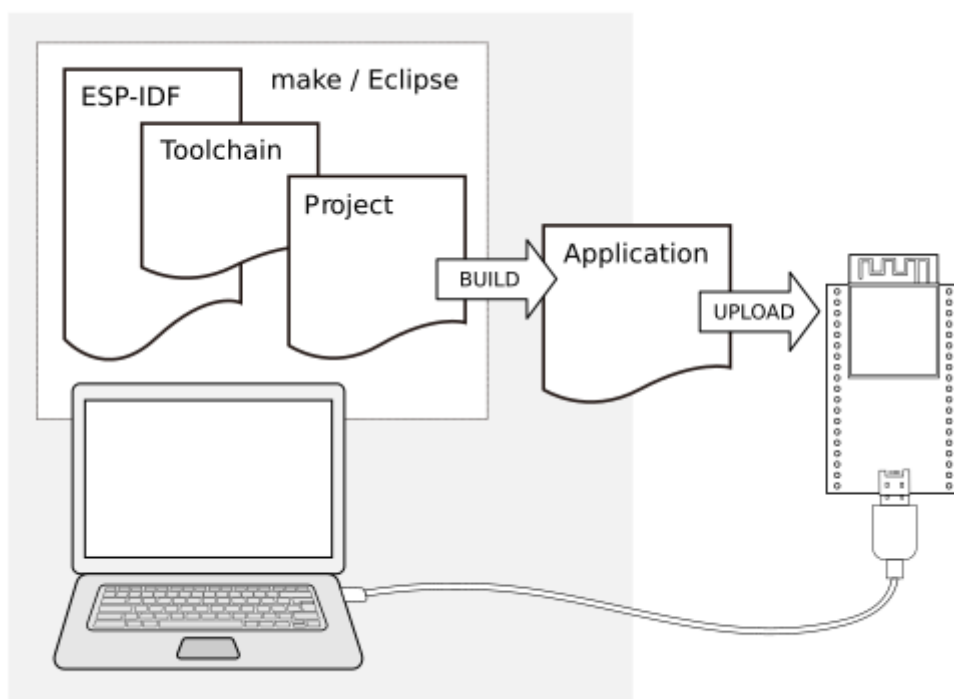 make / Eclipse
ESP-IDF
Toolchain
Project
Application
BUILD
UPLOAD